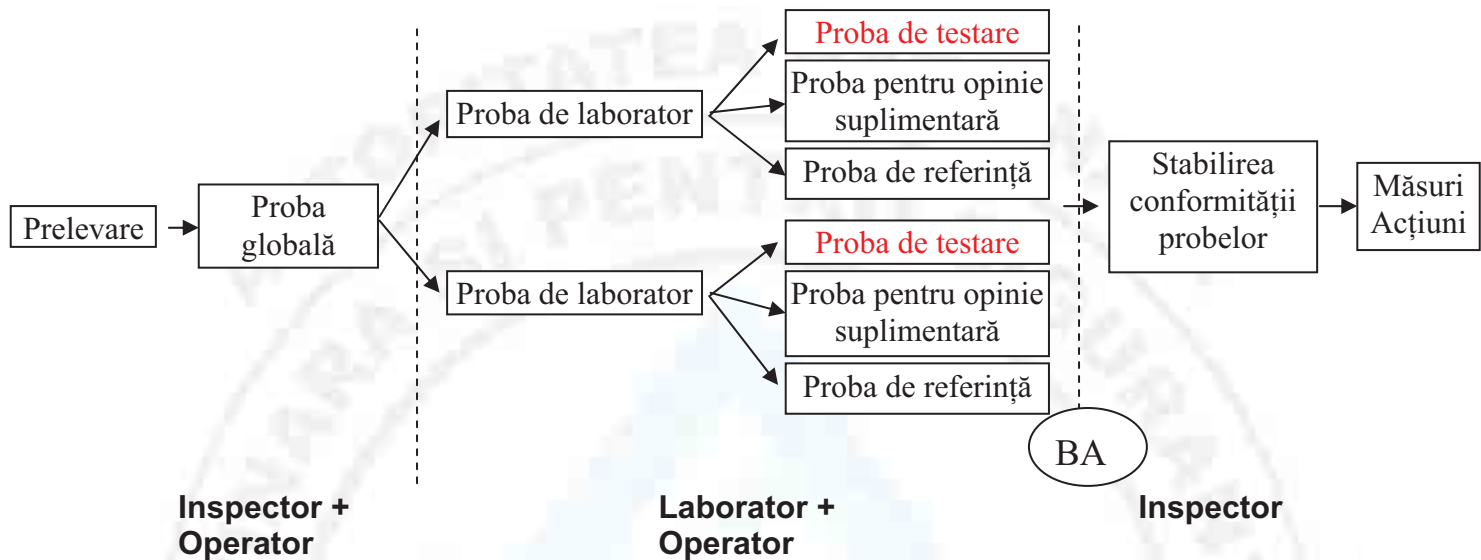 Prelevare
Proba
globală
Proba de laborator
Proba de testare
Proba pentru opinie
suplimentară
Proba de referință
Proba de laborator
Proba de testare
Proba pentru opinie
suplimentară
Proba de referință
Stabilirea
conformității
probelor
Măsuri
Acțiuni
BA
Inspector +
Operator
Laborator +
Operator
Inspector